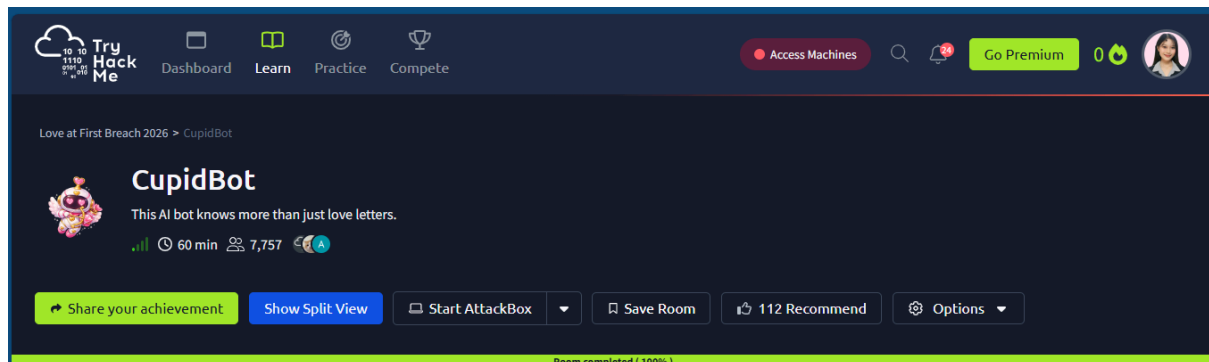 Try Hack Me
Dashboard Learn Practice Compete
Access Machines
24
Go Premium
0
Love at First Breach 2026 > CupidBot
CupidBot
This AI bot knows more than just love letters.
60 min 7,757 A
Share your achievement Show Split View Start AttackBox Save Room 112 Recommend Options
Room completed ( 100% )